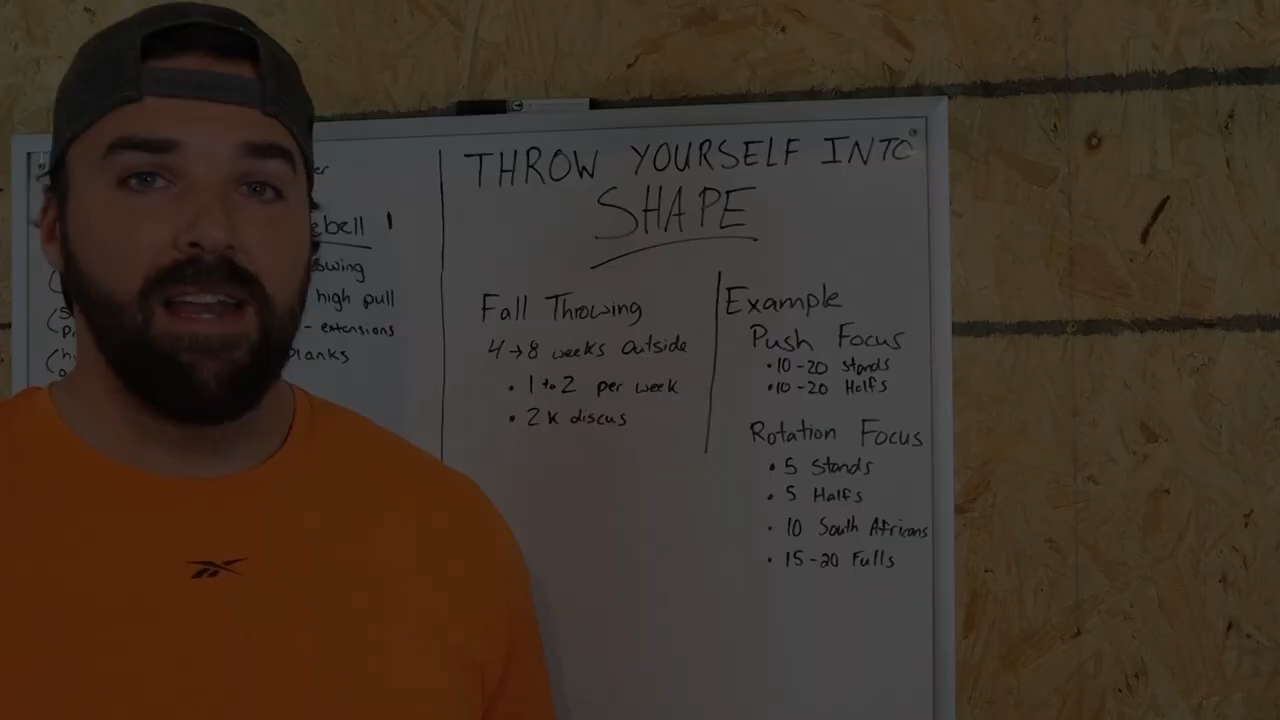 THROW YOURSELF INTO
SHAPE
Fall Throwing
4→8 weeks outside
• 1 to 2 per week
• 2k discus
Example
Push Focus
• 10-20 stands
• 10-20 Halfs
Rotation Focus
• 5 Stands
• 5 Halfs
• 10 South Africans
• 15-20 Fulls
swing
high pull
- extensions
planks